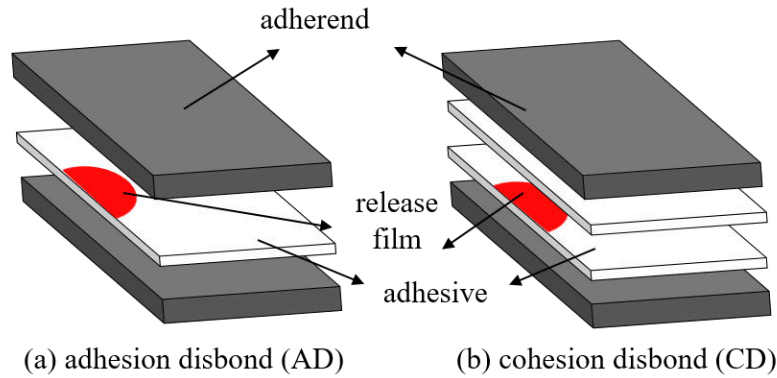 adherend
release
film
adhesive
(a) adhesion disbond (AD)
(b) cohesion disbond (CD)